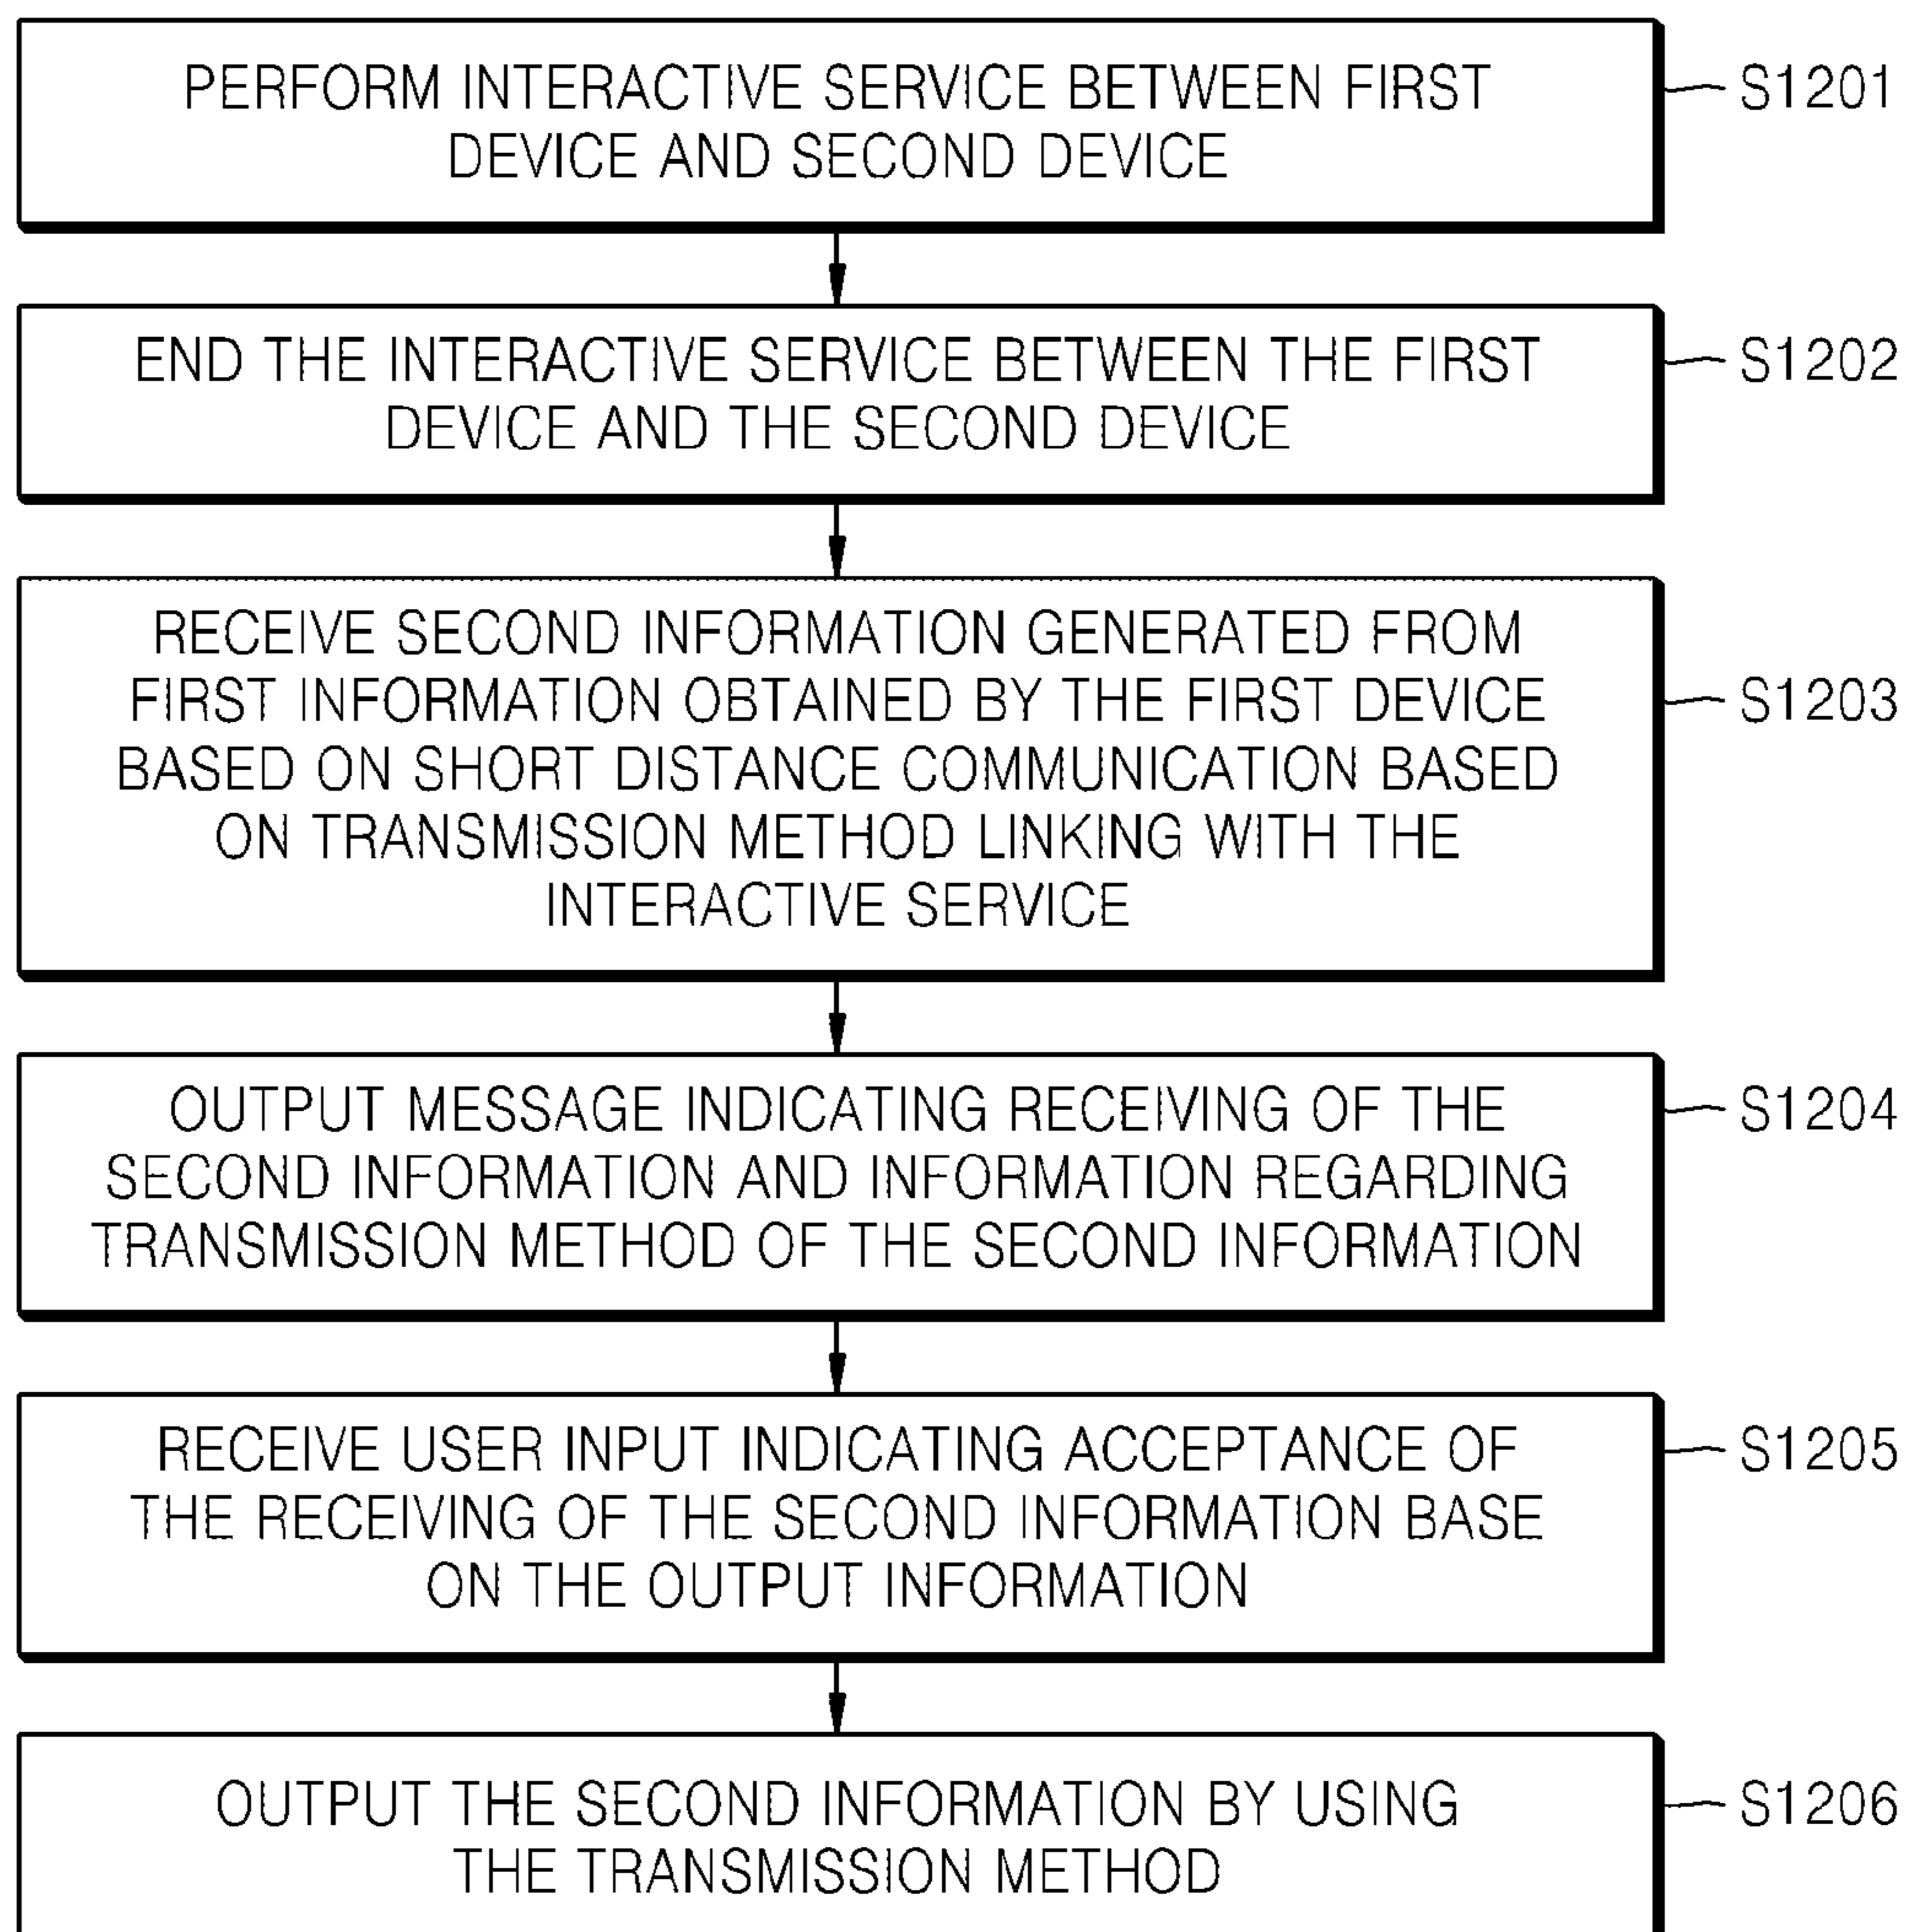 PERFORM INTERACTIVE SERVICE BETWEEN FIRST
DEVICE AND SECOND DEVICE
S1201
END THE INTERACTIVE SERVICE BETWEEN THE FIRST
DEVICE AND THE SECOND DEVICE
S1202
RECEIVE SECOND INFORMATION GENERATED FROM
FIRST INFORMATION OBTAINED BY THE FIRST DEVICE
BASED ON SHORT DISTANCE COMMUNICATION BASED
ON TRANSMISSION METHOD LINKING WITH THE
INTERACTIVE SERVICE
S1203
OUTPUT MESSAGE INDICATING RECEIVING OF THE
SECOND INFORMATION AND INFORMATION REGARDING
TRANSMISSION METHOD OF THE SECOND INFORMATION
S1204
RECEIVE USER INPUT INDICATING ACCEPTANCE OF
THE RECEIVING OF THE SECOND INFORMATION BASE
ON THE OUTPUT INFORMATION
S1205
OUTPUT THE SECOND INFORMATION BY USING
THE TRANSMISSION METHOD
S1206